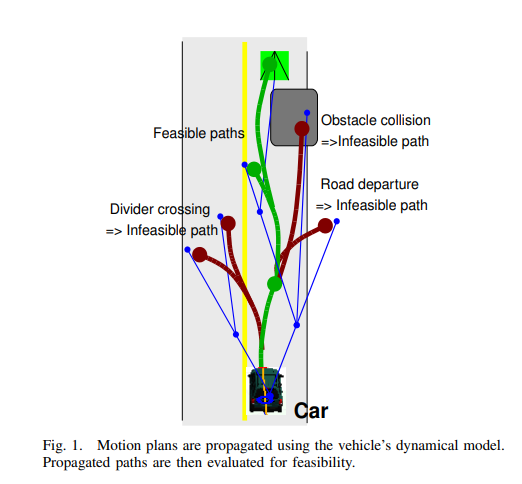 Feasible paths
Obstacle collision
=>Infeasible path
Road departure
=> Infeasible path
Divider crossing
=> Infeasible path
Car
Fig. 1. Motion plans are propagated using the vehicle's dynamical model.
Propagated paths are then evaluated for feasibility.